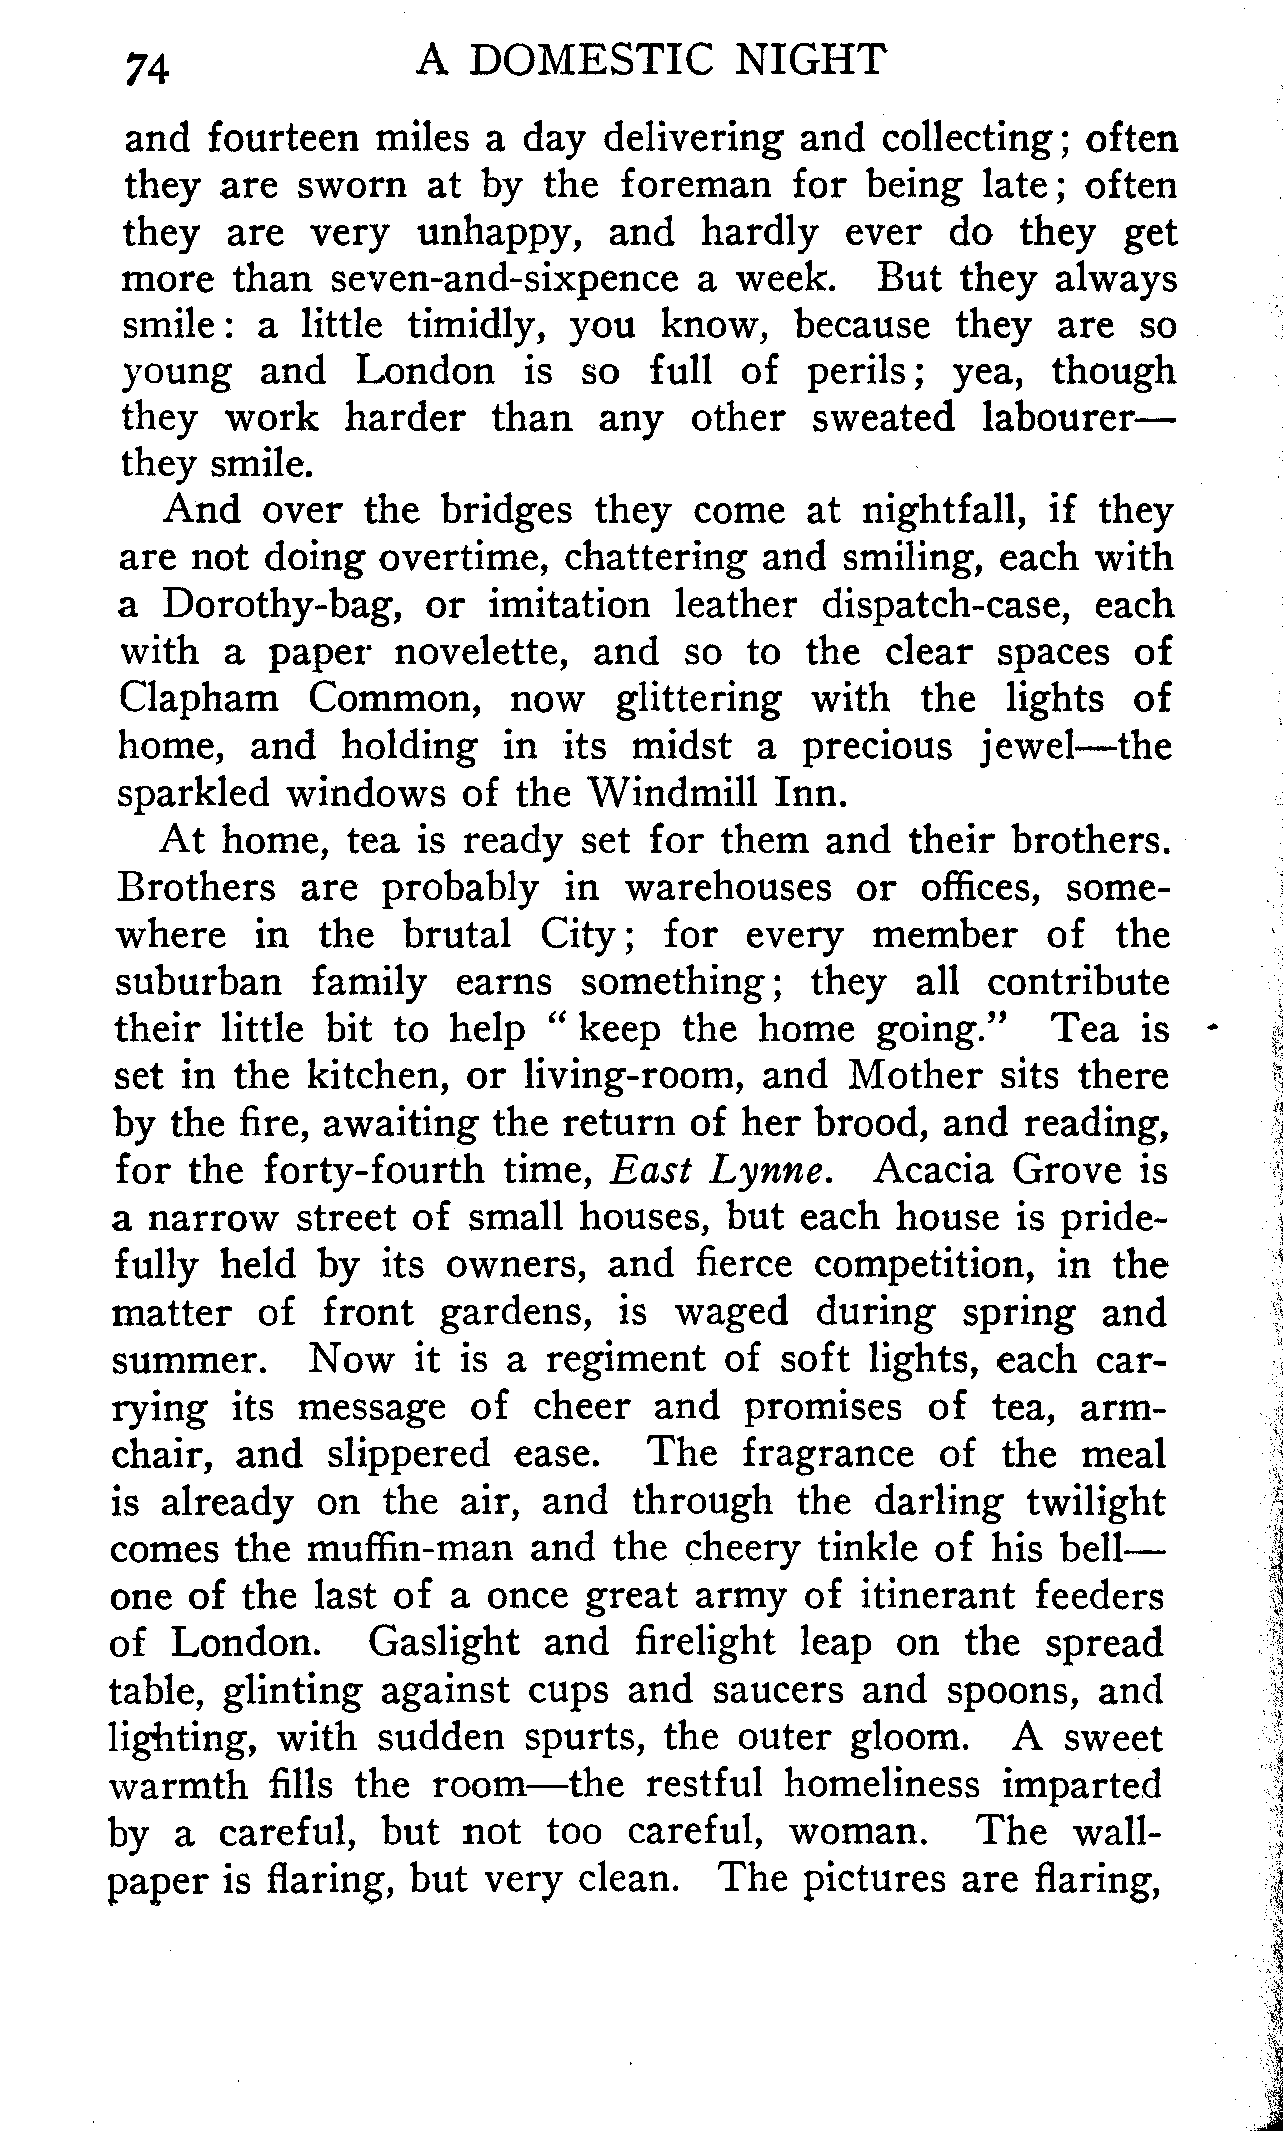 74 A DOMESTIC NIGHT
and fourteen miles a day delivering and collecting; often
they are sworn at by the foreman for being late; often
they are very unhappy, and hardly ever do they get
more than seven-and-sixpence a week. But they always
smile: a little timidly, you know, because they are so
young and London is so full of perils; yea, though
they work harder than any other sweated labourer—
they smile.
And over the bridges they come at nightfall, if they
are not doing overtime, chattering and smiling, each with
a Dorothy-bag, or imitation leather dispatch-case, each
with a paper novelette, and so to the clear spaces of
Clapham Common, now glittering with the lights of
home, and holding in its midst a precious jewel—the
sparkled windows of the Windmill Inn.
At home, tea is ready set for them and their brothers.
Brothers are probably in warehouses or offices, some-
where in the brutal City; for every member of the
suburban family earns something; they all contribute
their little bit to help “keep the home going.” Tea is
set in the kitchen, or living-room, and Mother sits there
by the fire, awaiting the return of her brood, and reading,
for the forty-fourth time, East Lynne. Acacia Grove is
a narrow street of small houses, but each house is pride-
fully held by its owners, and fierce competition, in the
matter of front gardens, is waged during spring and
summer. Now it is a regiment of soft lights, each car-
rying its message of cheer and promises of tea, arm-
chair, and slippered ease. The fragrance of the meal
is already on the air, and through the darling twilight
comes the muffin-man and the cheery tinkle of his bell—
one of the last of a once great army of itinerant feeders
of London. Gaslight and firelight leap on the spread
table, glinting against cups and saucers and spoons, and
lighting, with sudden spurts, the outer gloom. A sweet
warmth fills the room—the restful homeliness imparted
by a careful, but not too careful, woman. The wall-
paper is flaring, but very clean. The pictures are flaring,